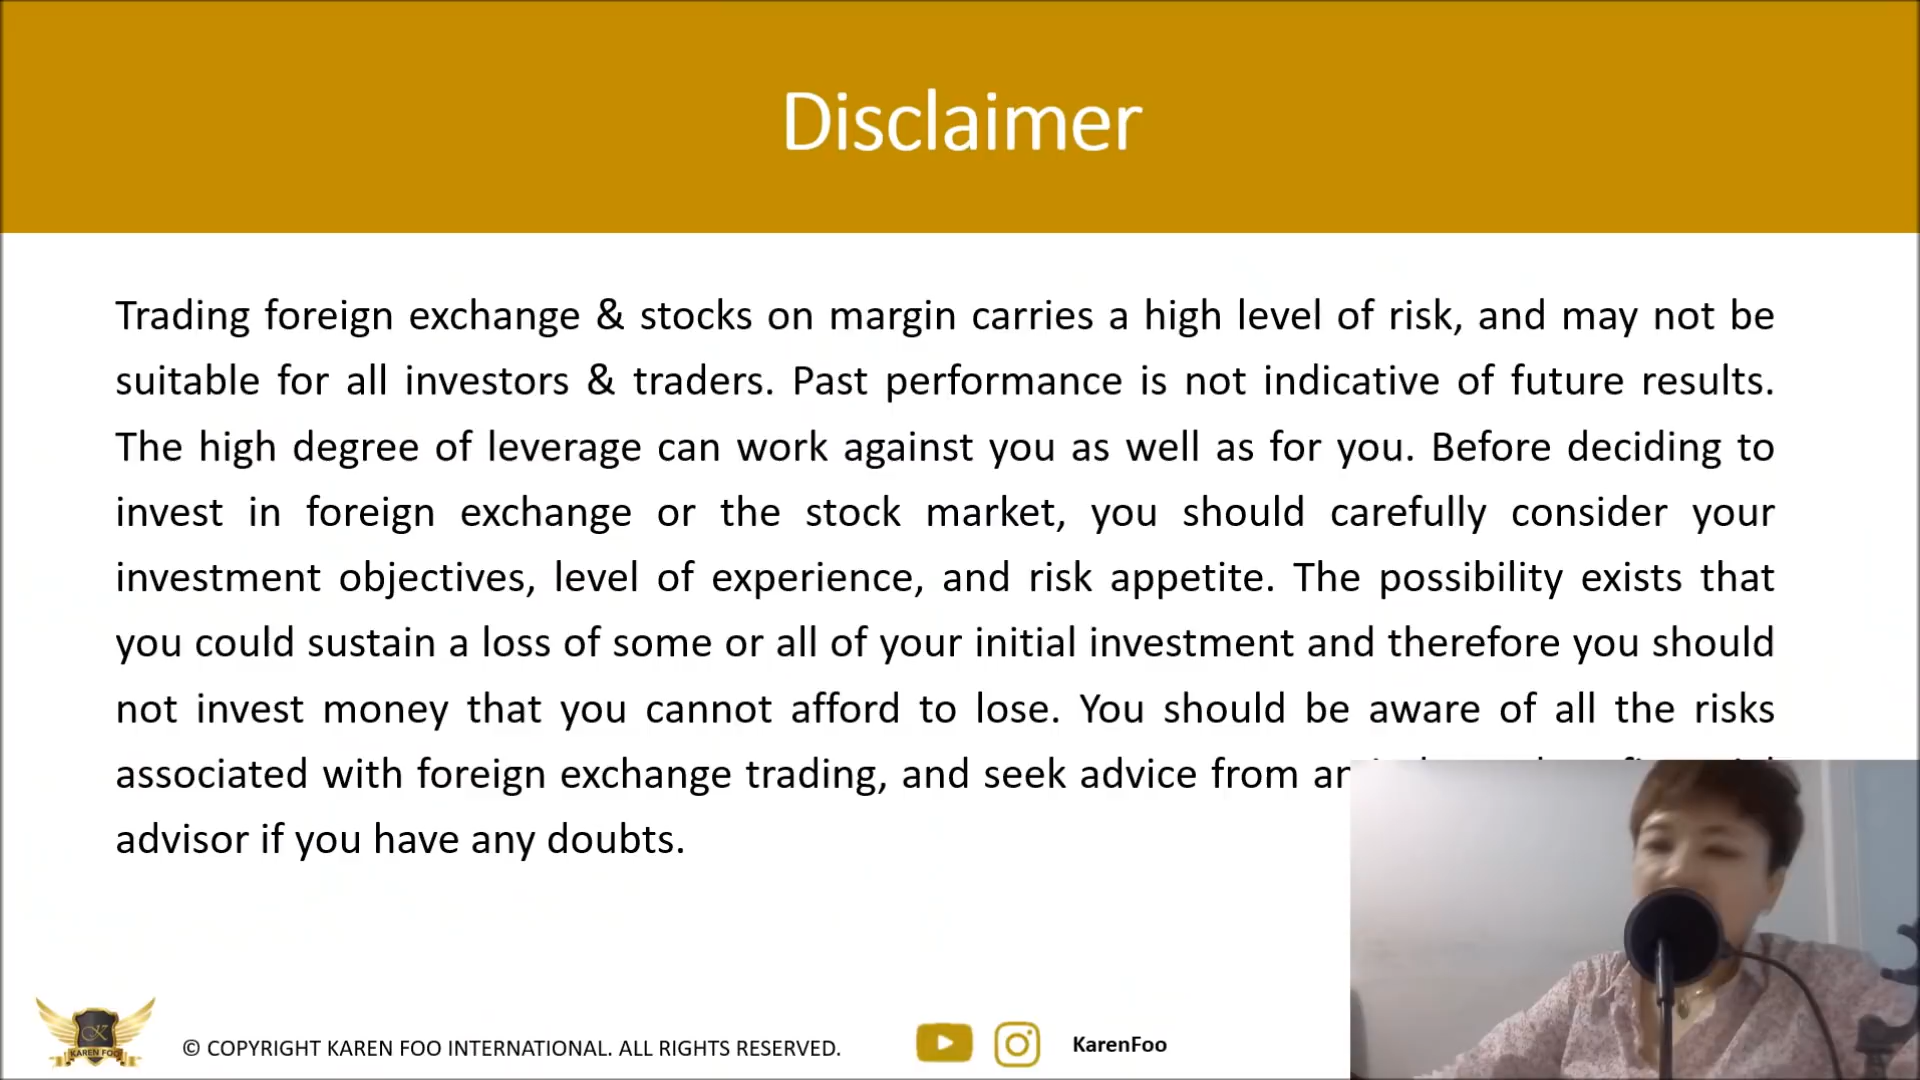 Disclaimer
Trading foreign exchange & stocks on margin carries a high level of risk, and may not be
suitable for all investors & traders. Past performance is not indicative of future results.
The high degree of leverage can work against you as well as for you. Before deciding to
invest in foreign exchange or the stock market, you should carefully consider your
investment objectives, level of experience, and risk appetite. The possibility exists that
you could sustain a loss of some or all of your initial investment and therefore you should
not invest money that you cannot afford to lose. You should be aware of all the risks
associated with foreign exchange trading, and seek advice from
advisor if you have any doubts.
K
KAREN FOO
© COPYRIGHT KAREN FOO INTERNATIONAL. ALL RIGHTS RESERVED.
KarenFoo